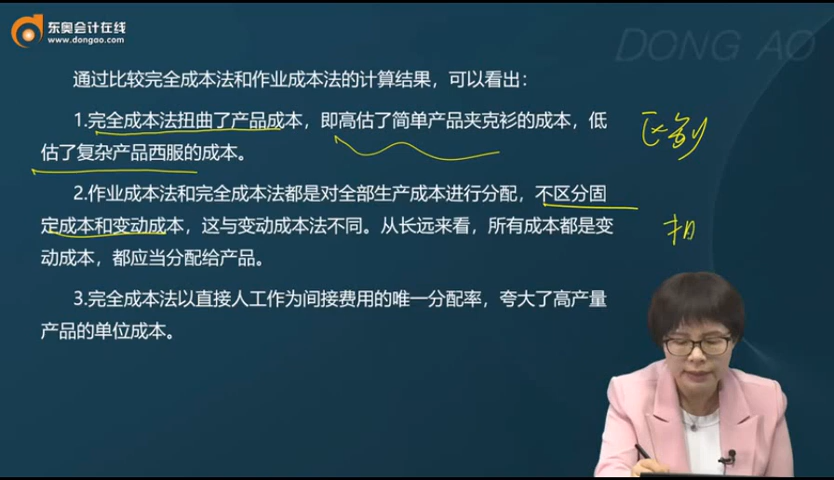 东奥会计在线
www.dongao.com
DONG AO
通过比较完全成本法和作业成本法的计算结果，可以看出：
1.完全成本法扭曲了产品成本，即高估了简单产品夹克衫的成本，低
估了复杂产品西服的成本。
区别
2.作业成本法和完全成本法都是对全部生产成本进行分配，不区分固
定成本和变动成本，这与变动成本法不同。从长远来看，所有成本都是变
动成本，都应当分配给产品。
3.完全成本法以直接人工作为间接费用的唯一分配率，夸大了高产量
产品的单位成本。